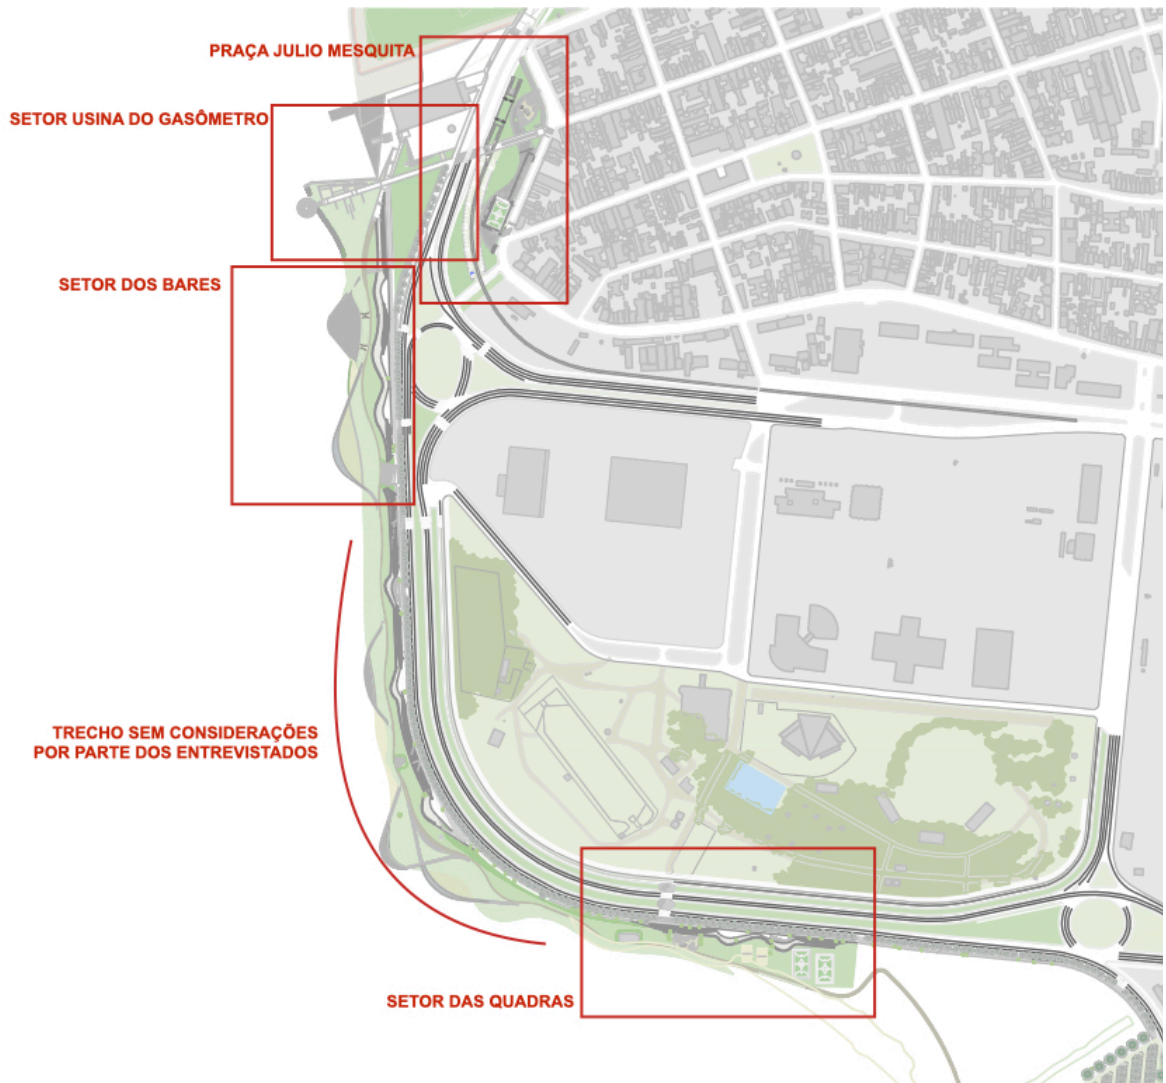 PRAÇA JULIO MESQUITA
SETOR USINA DO GASÔMETRO
SETOR DOS BARES
TRECHO SEM CONSIDERAÇÕES
POR PARTE DOS ENTREVISTADOS
SETOR DAS QUADRAS